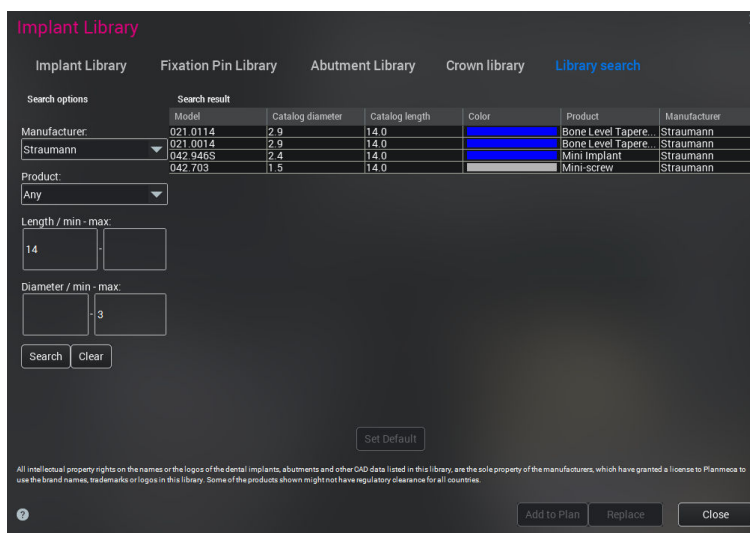 Implant Library
Implant Library Fixation Pin Library Abutment Library Crown library Library search
Search options
Search result
Model Catalog diameter Catalog length Color Product Manufacturer
021.0114 2.9 14.0 Bone Level Tapere... Straumann
021.0014 2.9 14.0 Bone Level Tapere... Straumann
042.946S 2.4 14.0 Mini Implant Straumann
042.703 1.5 14.0 Mini-screw Straumann
Manufacturer:
Straumann
Product:
Any
Length / min - max:
14 -
Diameter / min - max:
- 3
Search Clear
Set Default
All intellectual property rights on the names or the logos of the dental implants, abutments and other CAD data listed in this library, are the sole property of the manufacturers, which have granted a license to Planmeca to
use the brand names, trademarks or logos in this library. Some of the products shown might not have regulatory clearance for all countries.
? Add to Plan Replace Close